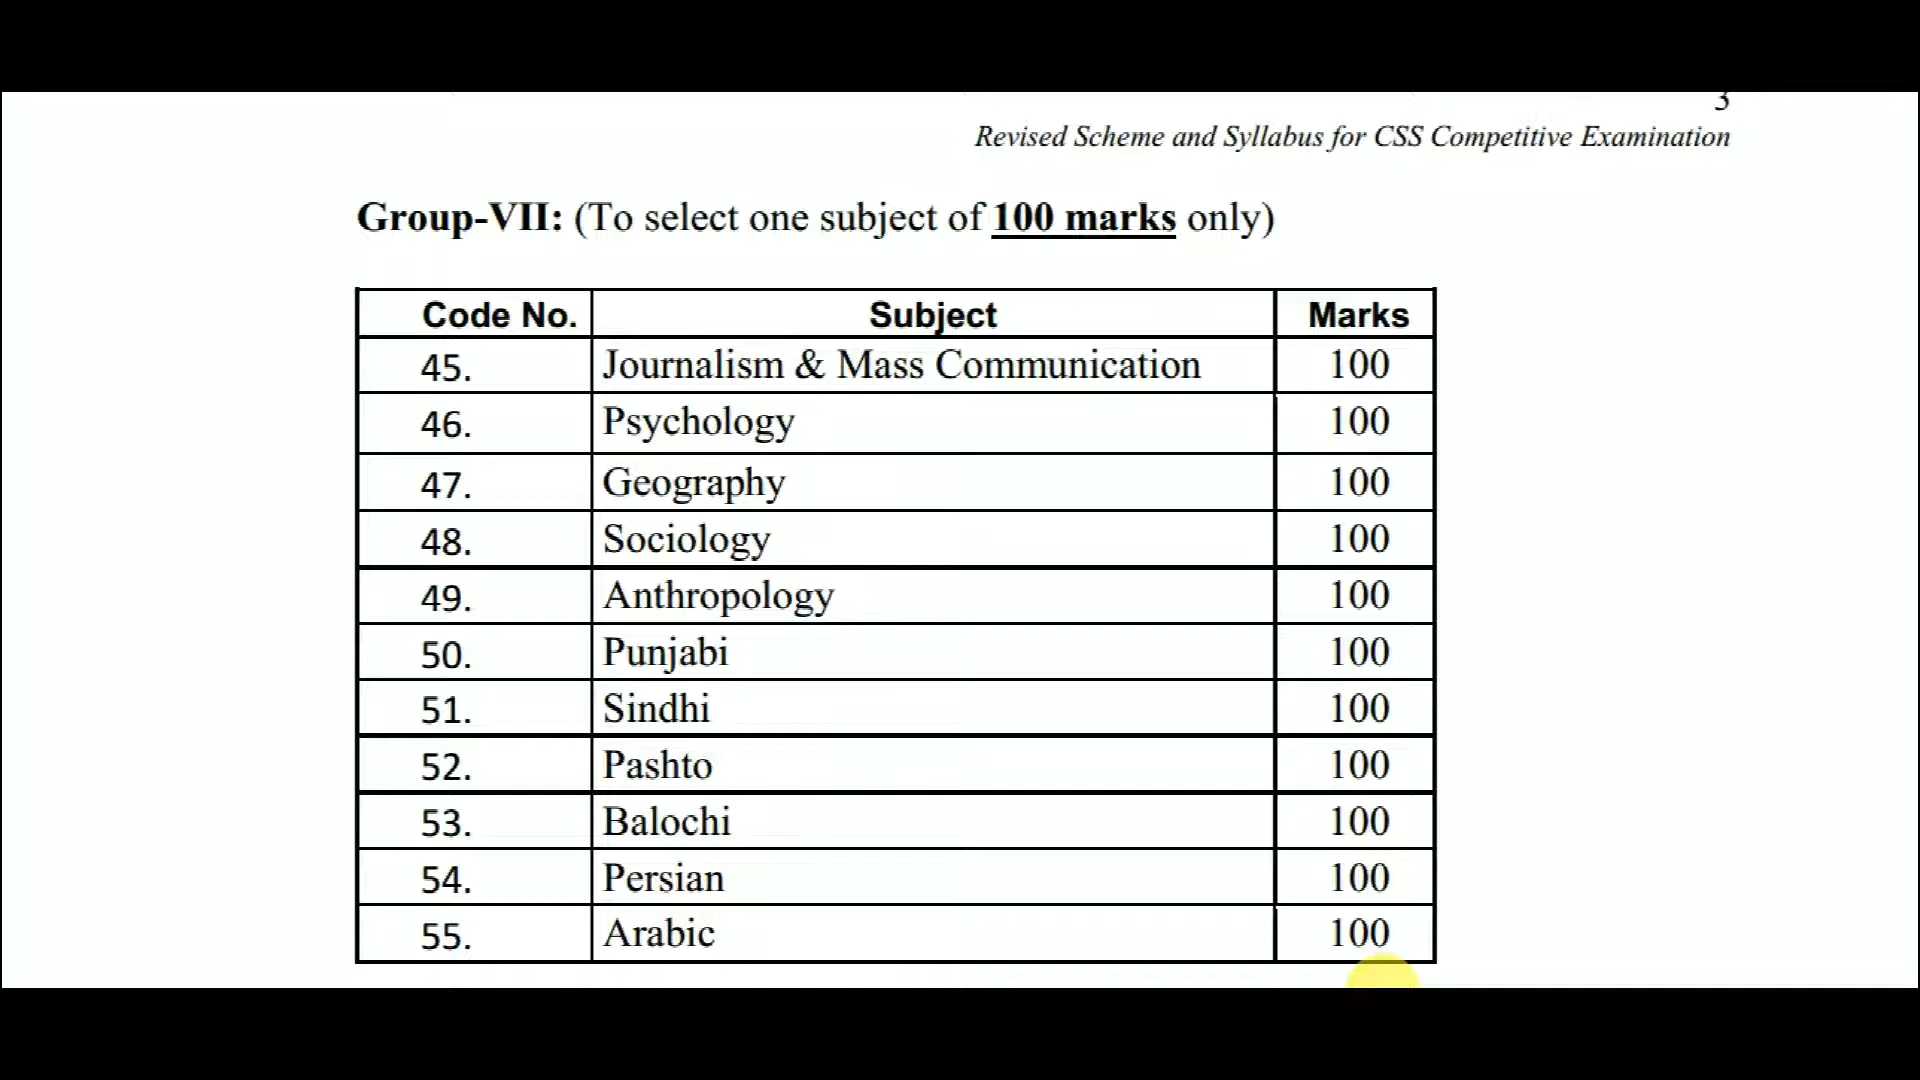 3
Revised Scheme and Syllabus for CSS Competitive Examination
Group-VII: (To select one subject of 100 marks only)
Code No. Subject Marks
45. Journalism & Mass Communication 100
46. Psychology 100
47. Geography 100
48. Sociology 100
49. Anthropology 100
50. Punjabi 100
51. Sindhi 100
52. Pashto 100
53. Balochi 100
54. Persian 100
55. Arabic 100